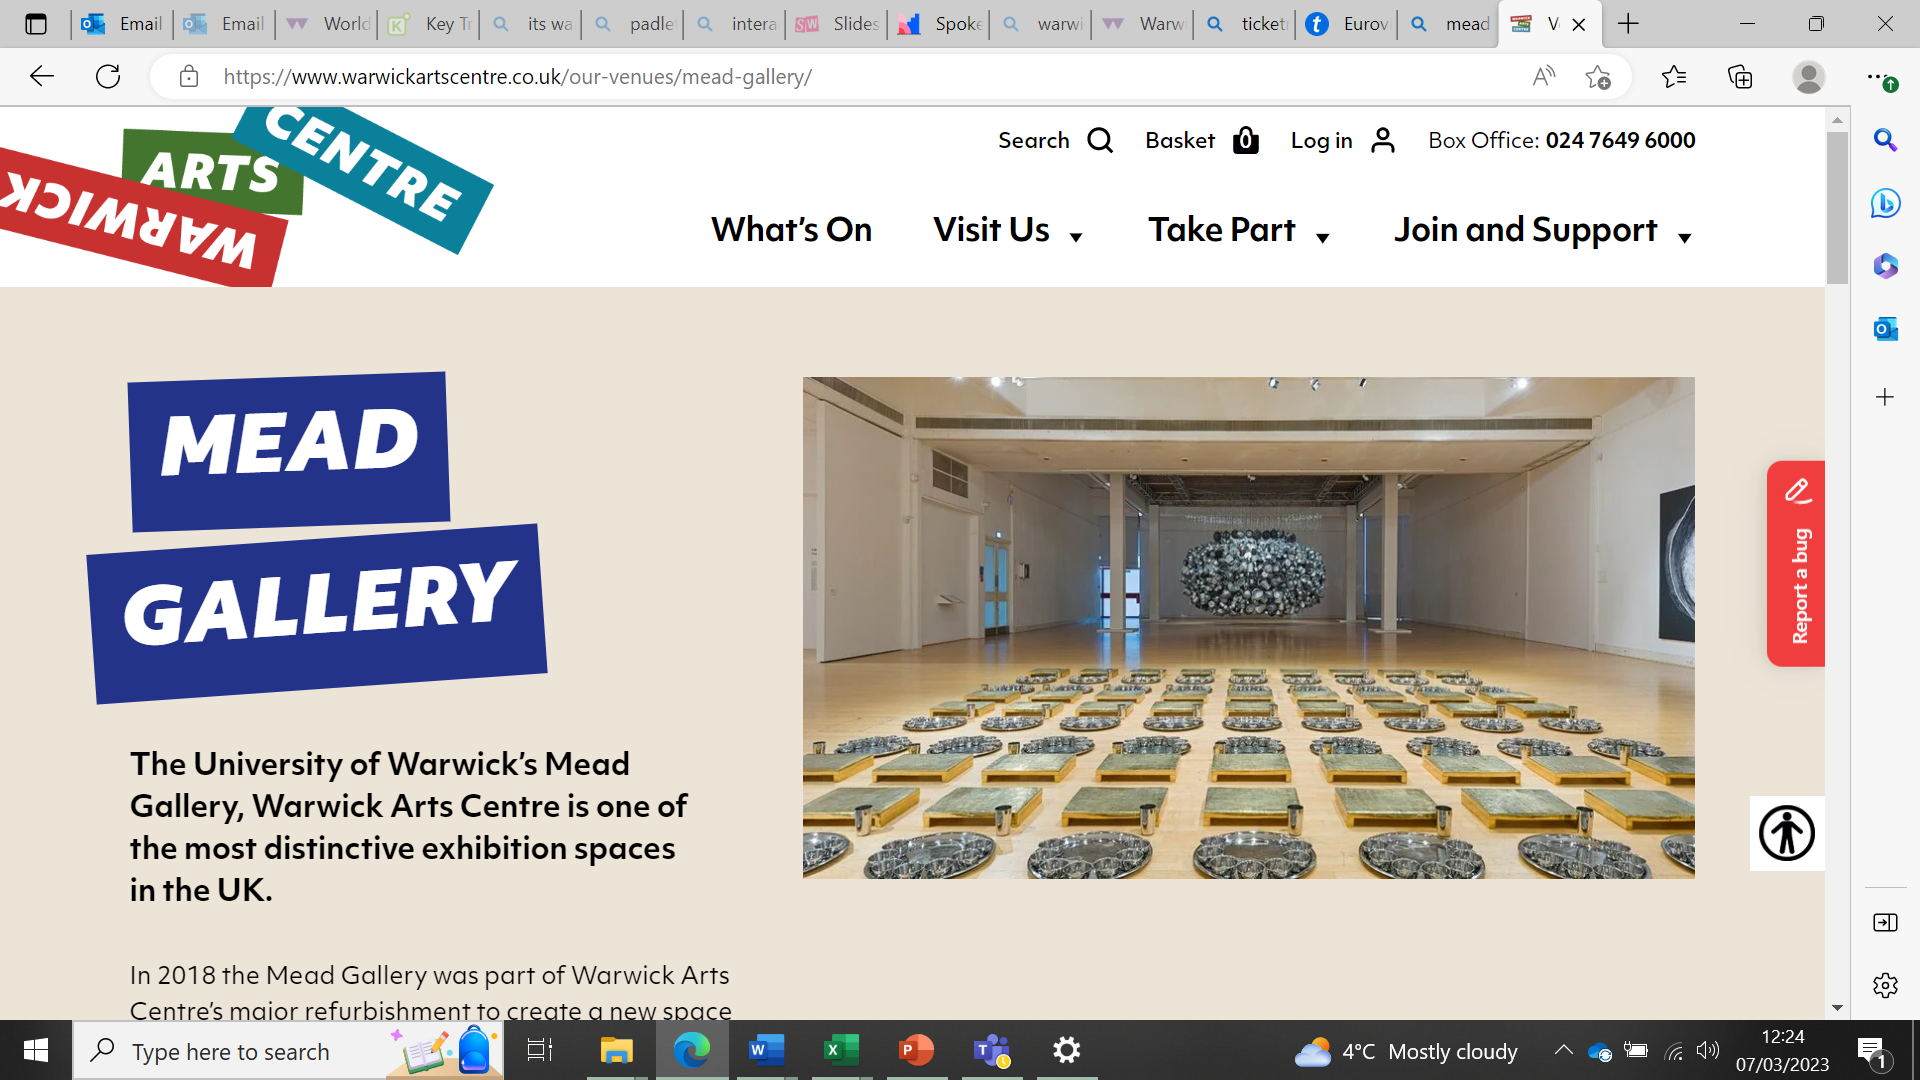 Email
Email
World
Key Tr
its wa
padle
intera
Slides
Spoke
warwi
Warwi
ticket
Eurov
mead
V
https://www.warwickartscentre.co.uk/our-venues/mead-gallery/
WARWICK
ARTS
CENTRE
Search
Basket 0
Log in
Box Office: 024 7649 6000
What's On
Visit Us
Take Part
Join and Support
MEAD
GALLERY
The University of Warwick's Mead
Gallery, Warwick Arts Centre is one of
the most distinctive exhibition spaces
in the UK.
In 2018 the Mead Gallery was part of Warwick Arts
Centre's major refurbishment to create a new space
Report a bug
Type here to search
4°C Mostly cloudy
12:24
07/03/2023
1